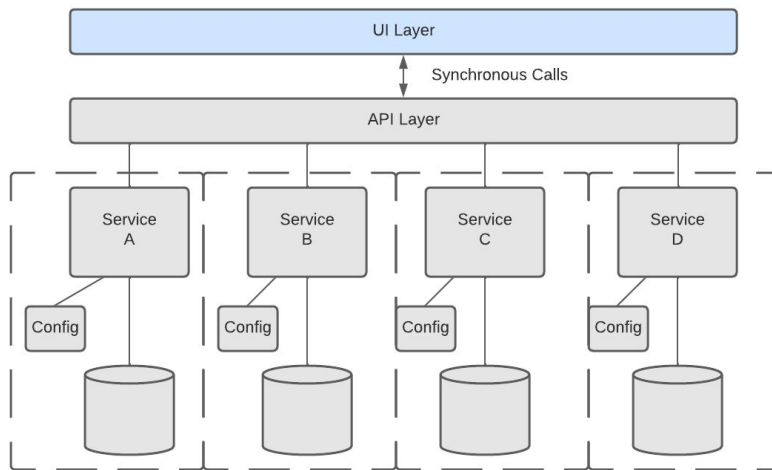 UI Layer
Synchronous Calls
API Layer
Service
A
Service
B
Service
C
Service
D
Config
Config
Config
Config